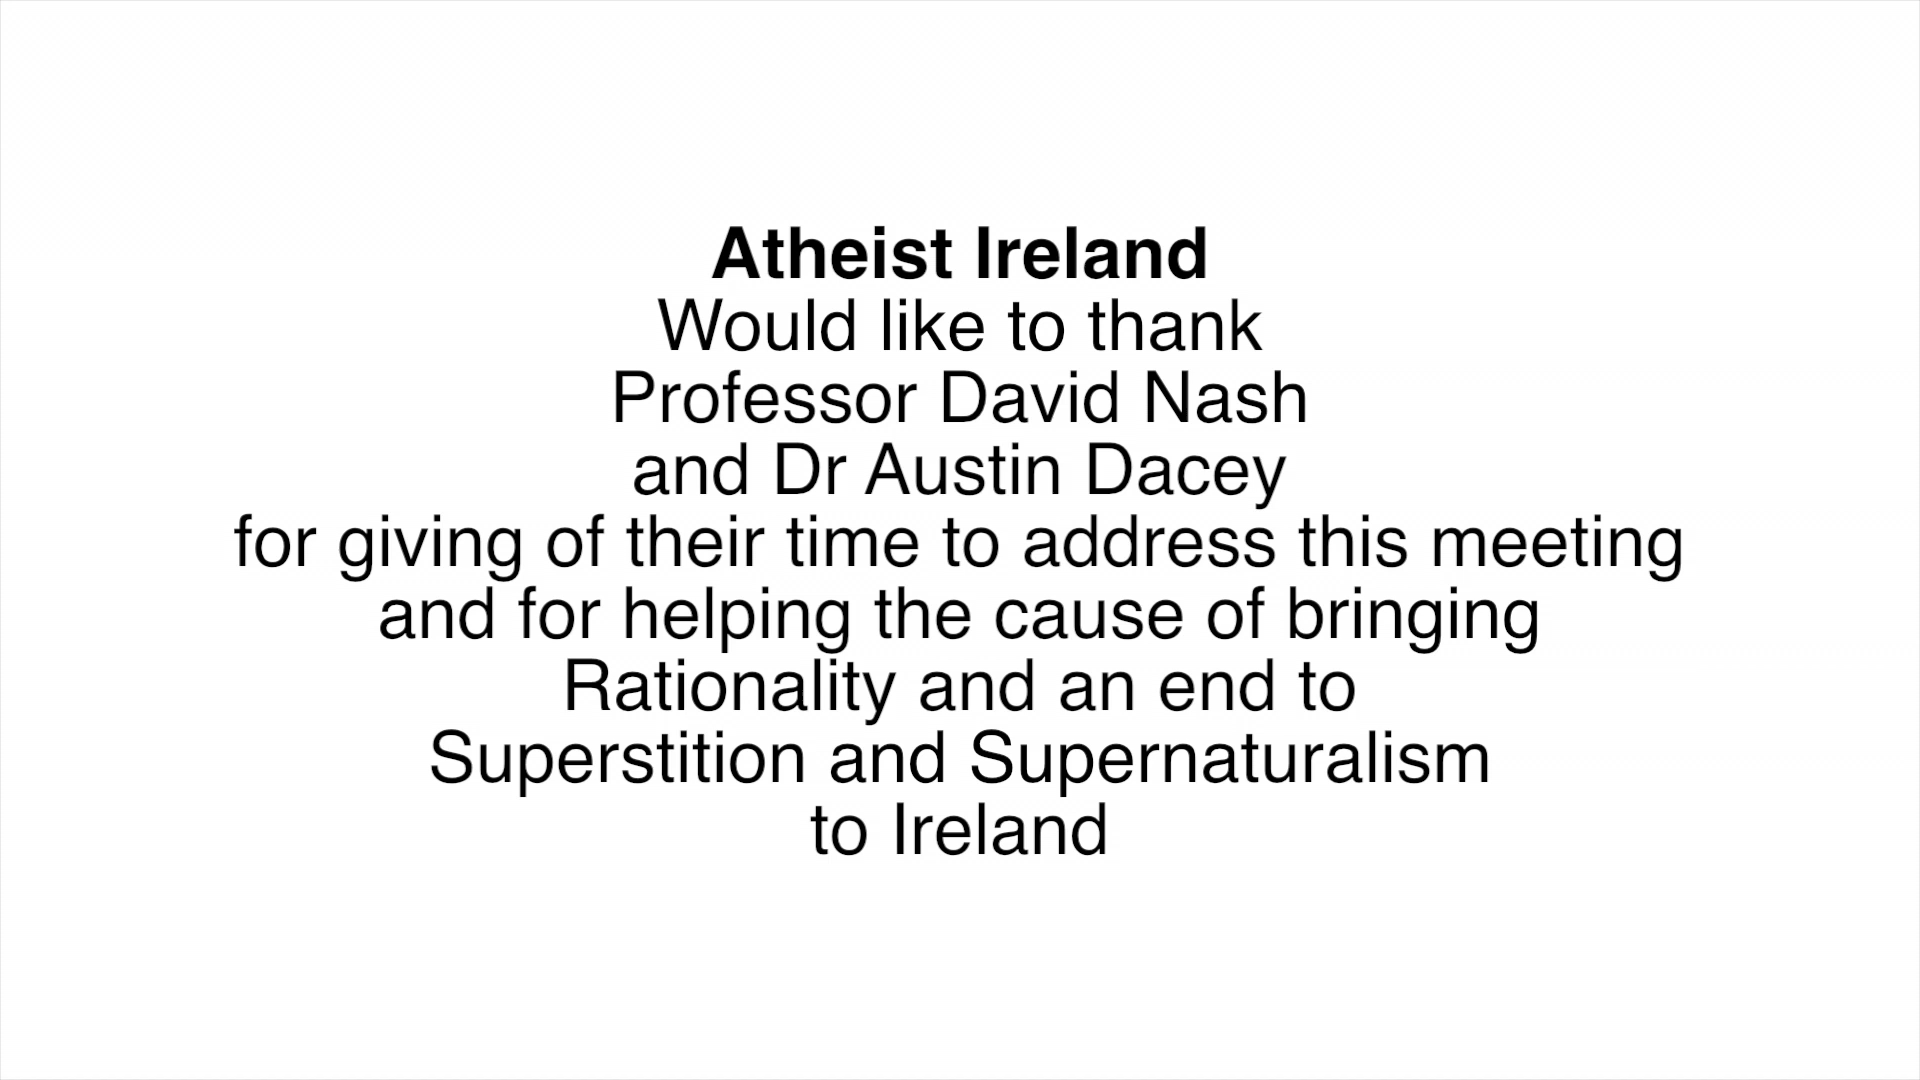 Atheist Ireland
Would like to thank
Professor David Nash
and Dr Austin Dacey
for giving of their time to address this meeting
and for helping the cause of bringing
Rationality and an end to
Superstition and Supernaturalism
to Ireland